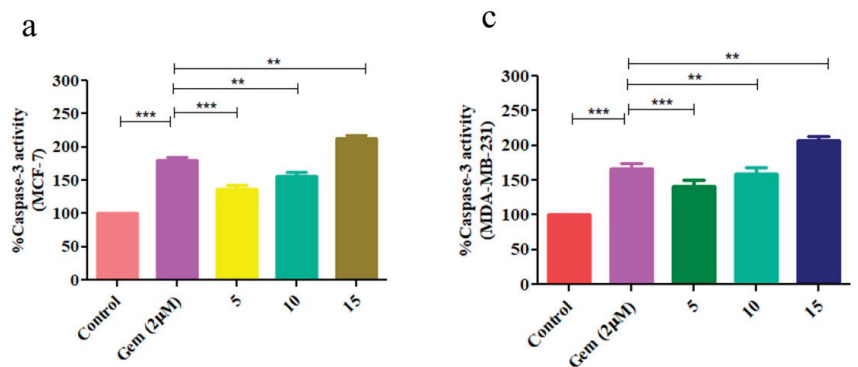 a
**
**
***
***
%Caspase-3 activity
(MCF-7)
300
250
200
150
100
50
0
Control
Gem (2µM)
5
10
15
c
**
**
***
***
%Caspase-3 activity
(MDA-MB-231)
300
250
200
150
100
50
0
Control
Gem (2µM)
5
10
15